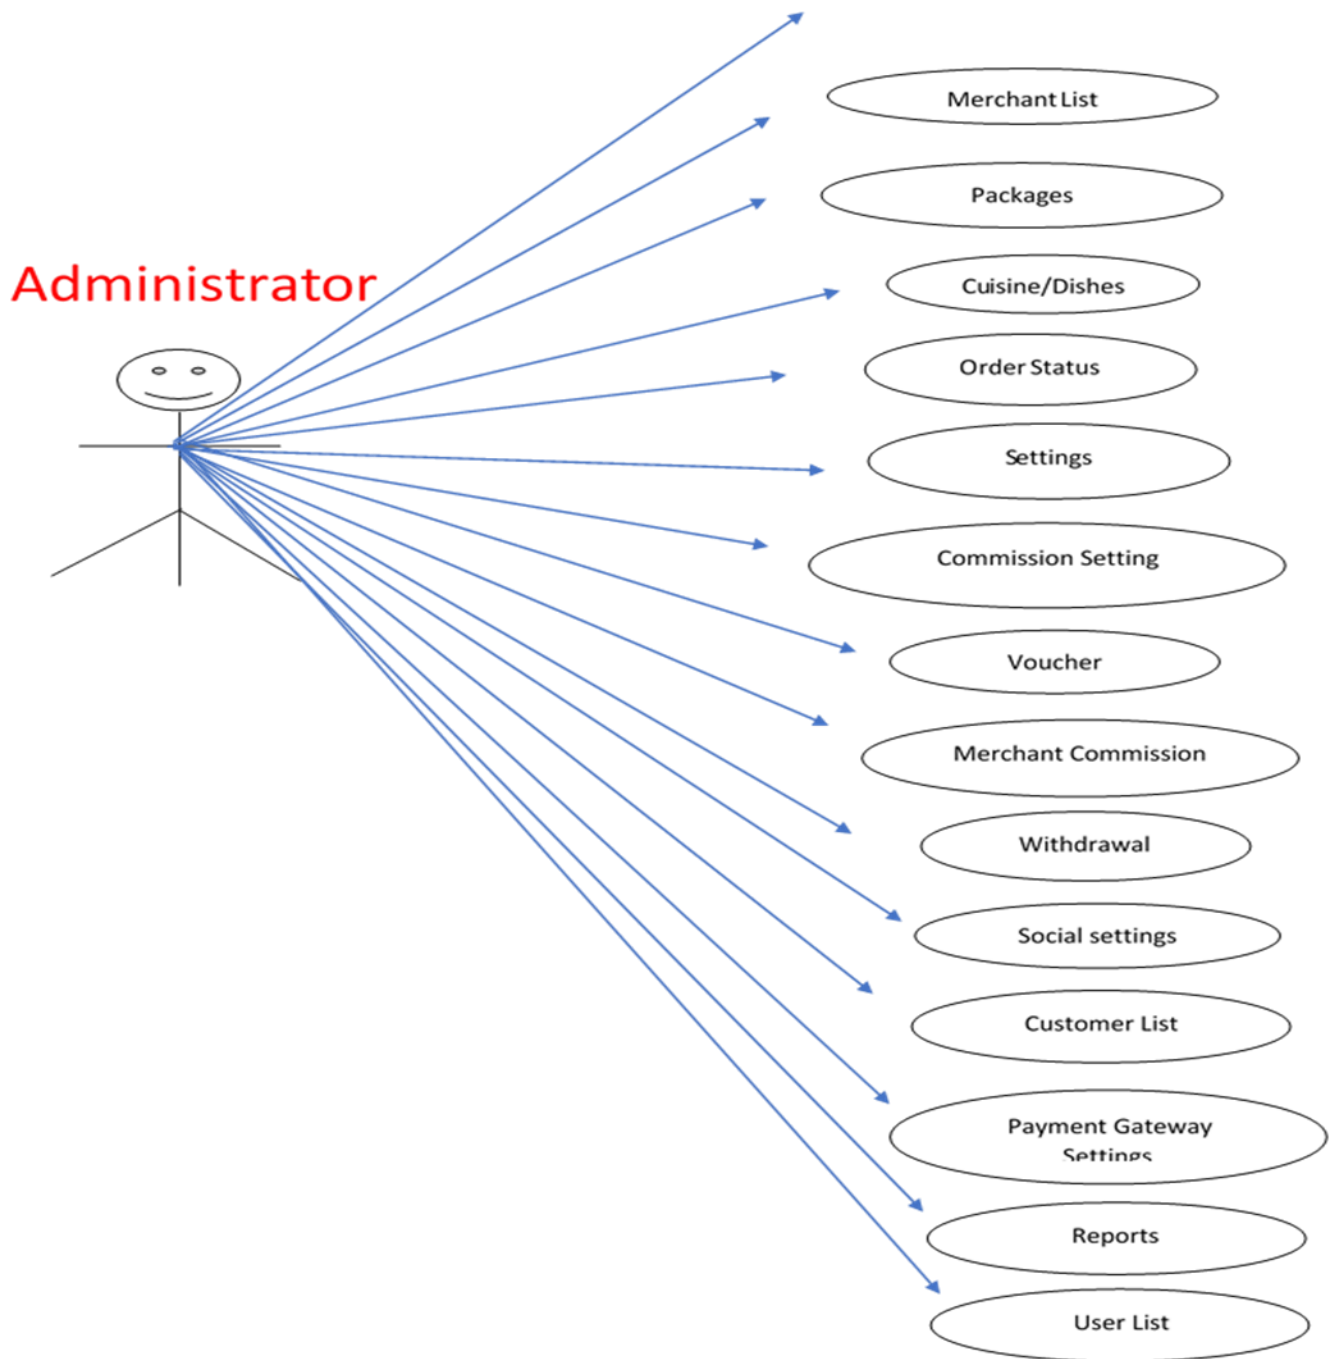 Merchant List
Packages
Administrator
Cuisine/Dishes
Order Status
Settings
Commission Setting
Voucher
Merchant Commission
Withdrawal
Social settings
Customer List
Payment Gateway
Settings
Reports
User List